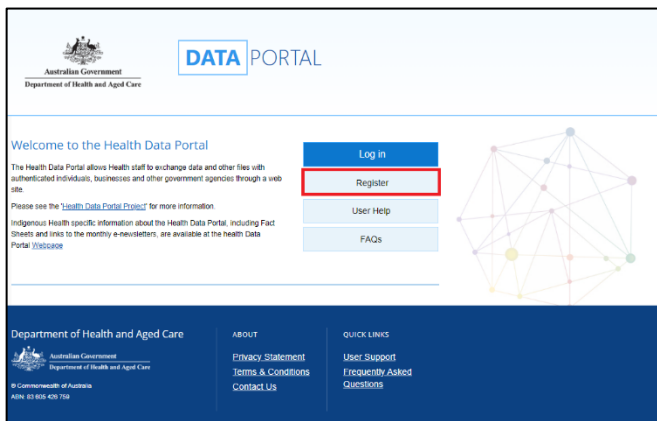 Australian Government
Department of Health and Aged Care
DATA PORTAL
Welcome to the Health Data Portal
The Health Data Portal allows Health staff to exchange data and other files with
authenticated individuals, businesses and other government agencies through a web
site.
Please see the 'Health Data Portal Project' for more information.
Indigenous Health specific information about the Health Data Portal, including Fact
Sheets and links to the monthly e-newsletters, are available at the health Data
Portal Webpage
Log in
Register
User Help
FAQs
Department of Health and Aged Care
Australian Government
Department of Health and Aged Care
© Commonwealth of Australia
ABN: 83 605 426 759
ABOUT
Privacy Statement
Terms & Conditions
Contact Us
QUICK LINKS
User Support
Frequently Asked
Questions